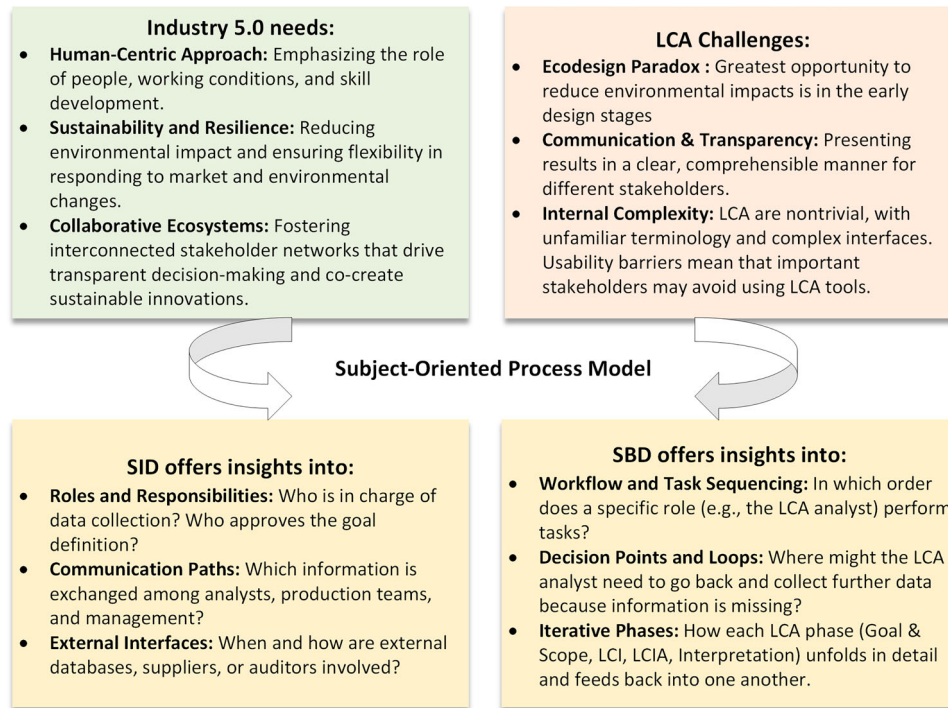 Industry 5.0 needs:
• Human-Centric Approach: Emphasizing the role
of people, working conditions, and skill
development.
• Sustainability and Resilience: Reducing
environmental impact and ensuring flexibility in
responding to market and environmental
changes.
• Collaborative Ecosystems: Fostering
interconnected stakeholder networks that drive
transparent decision-making and co-create
sustainable innovations.
LCA Challenges:
• Ecodesign Paradox : Greatest opportunity to
reduce environmental impacts is in the early
design stages
• Communication & Transparency: Presenting
results in a clear, comprehensible manner for
different stakeholders.
• Internal Complexity: LCA are nontrivial, with
unfamiliar terminology and complex interfaces.
Usability barriers mean that important
stakeholders may avoid using LCA tools.
Subject-Oriented Process Model
SID offers insights into:
• Roles and Responsibilities: Who is in charge of
data collection? Who approves the goal
definition?
• Communication Paths: Which information is
exchanged among analysts, production teams,
and management?
• External Interfaces: When and how are external
databases, suppliers, or auditors involved?
SBD offers insights into:
• Workflow and Task Sequencing: In which order
does a specific role (e.g., the LCA analyst) perform
tasks?
• Decision Points and Loops: Where might the LCA
analyst need to go back and collect further data
because information is missing?
• Iterative Phases: How each LCA phase (Goal &
Scope, LCI, LCIA, Interpretation) unfolds in detail
and feeds back into one another.